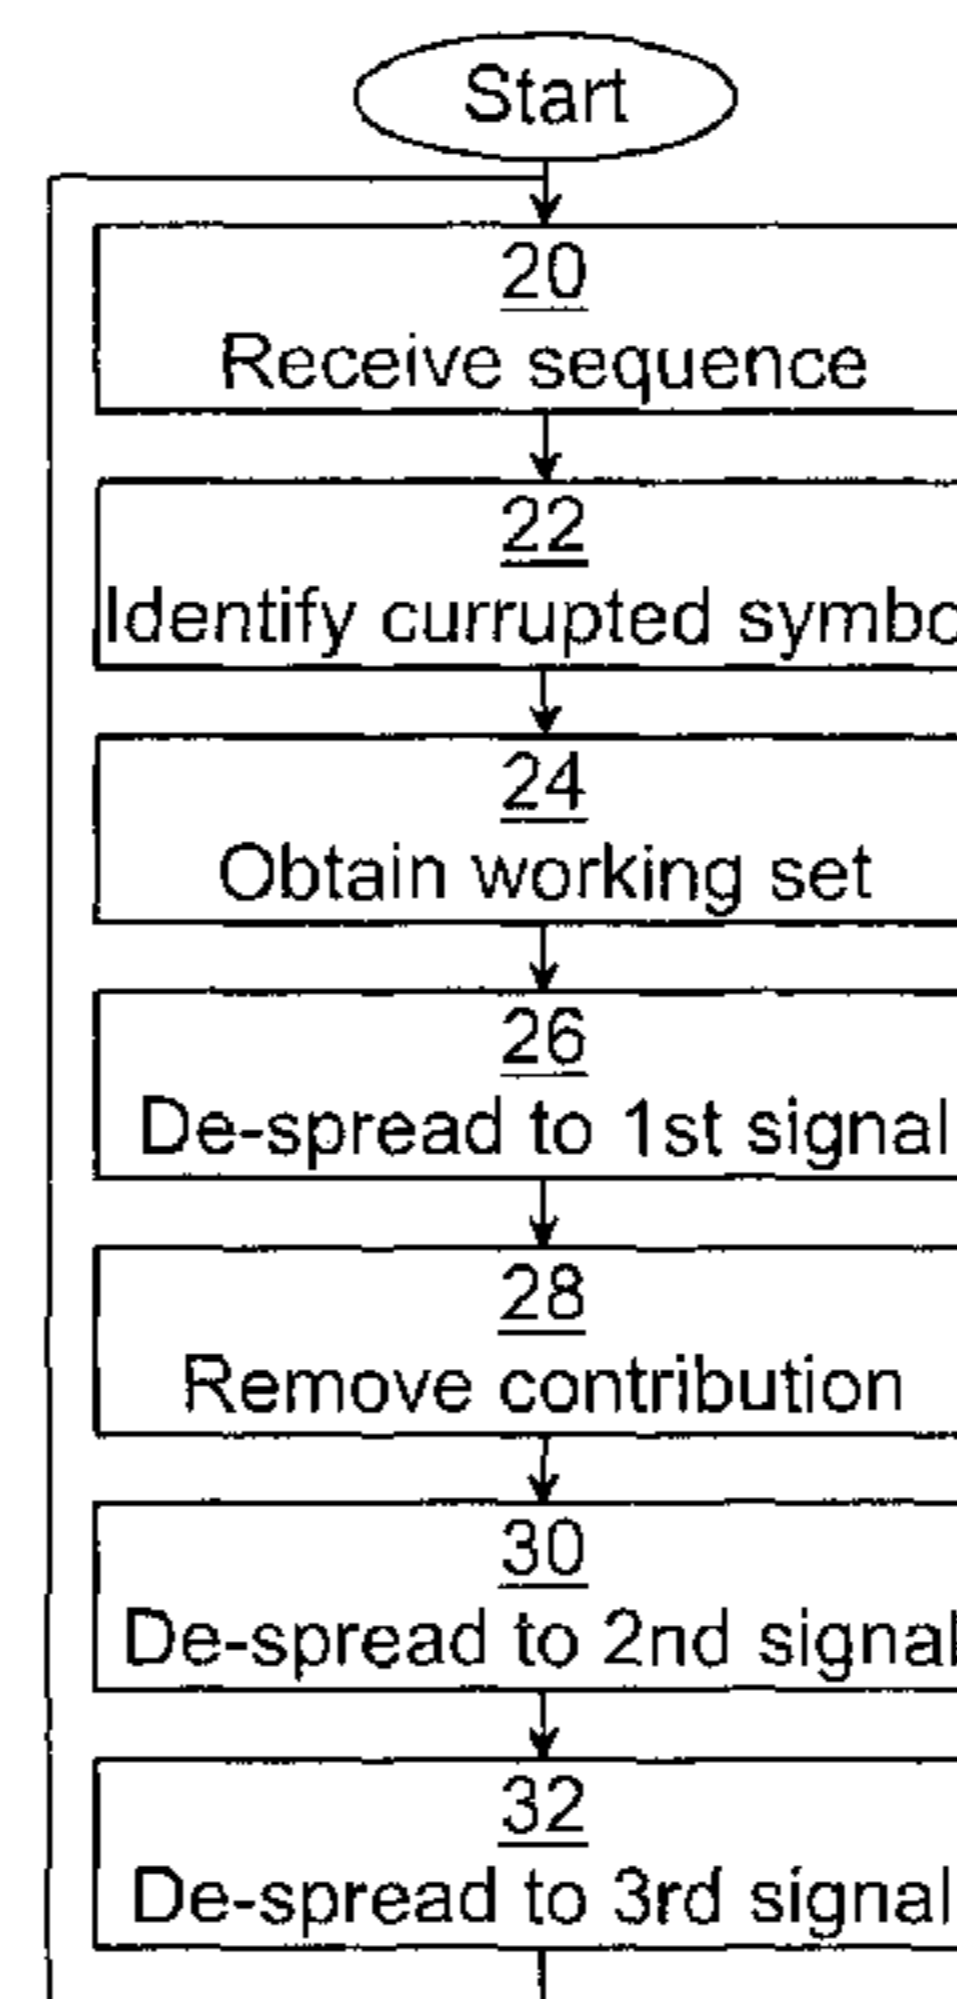 Start
20
Receive sequence
22
Identify currupted symbo
24
Obtain working set
26
De-spread to 1st signal
28
Remove contribution
30
De-spread to 2nd signal
32
De-spread to 3rd signal